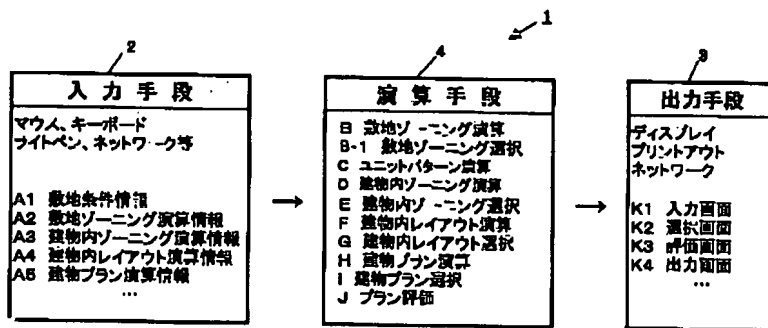 1
2
入力手段
マウス、キーボード
ライトペン、ネットワーク等
A1 敷地条件情報
A2 敷地ゾーニング演算情報
A3 建物内ゾーニング演算情報
A4 建物内レイアウト演算情報
A5 建物プラン演算情報
…
4
演算手段
B 敷地ゾーニング演算
B-1 敷地ゾーニング選択
C ユニットパターン演算
D 建物内ゾーニング演算
E 建物内ゾーニング選択
F 建物内レイアウト演算
G 建物内レイアウト選択
H 建物プラン演算
I 建物プラン選択
J プラン評価
3
出力手段
ディスプレイ
プリントアウト
ネットワーク
K1 入力画面
K2 選択画面
K3 評価画面
K4 出力画面
…